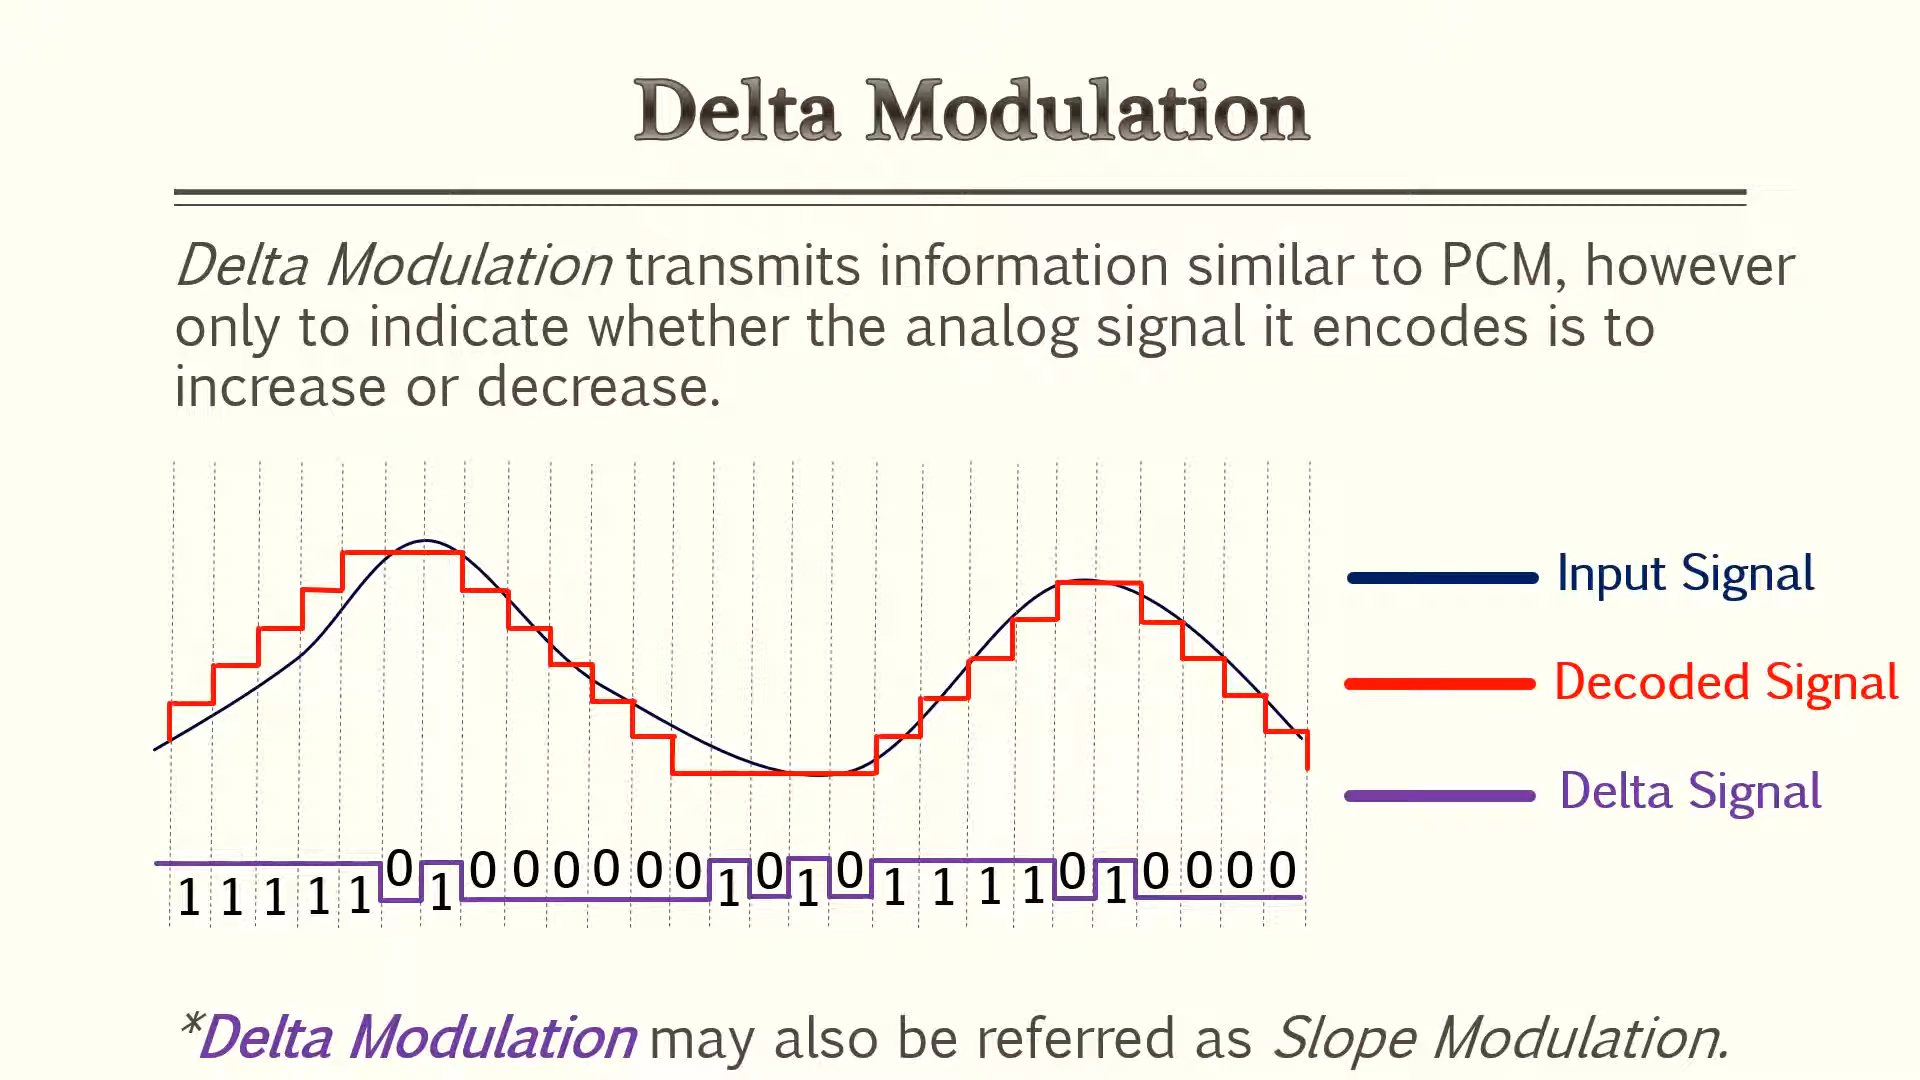 Delta Modulation
Delta Modulation transmits information similar to PCM, however
only to indicate whether the analog signal it encodes is to
increase or decrease.
Input Signal
Decoded Signal
Delta Signal
1 1 1 1 1 0 1 0 0 0 0 0 0 1 0 1 0 1 1 1 1 0 1 0 0 0 0
*Delta Modulation may also be referred as Slope Modulation.